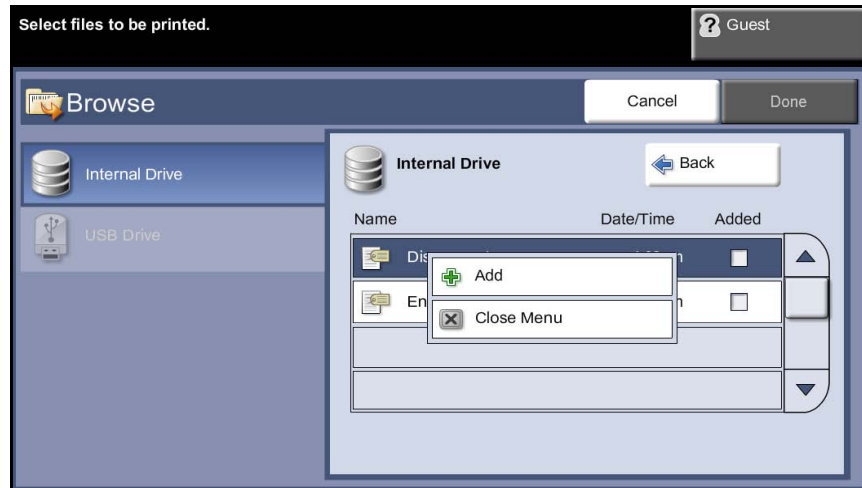 Select files to be printed.
Guest
Browse
Cancel
Done
Internal Drive
USB Drive
Internal Drive
Back
Name Date/Time Added
Add
Close Menu